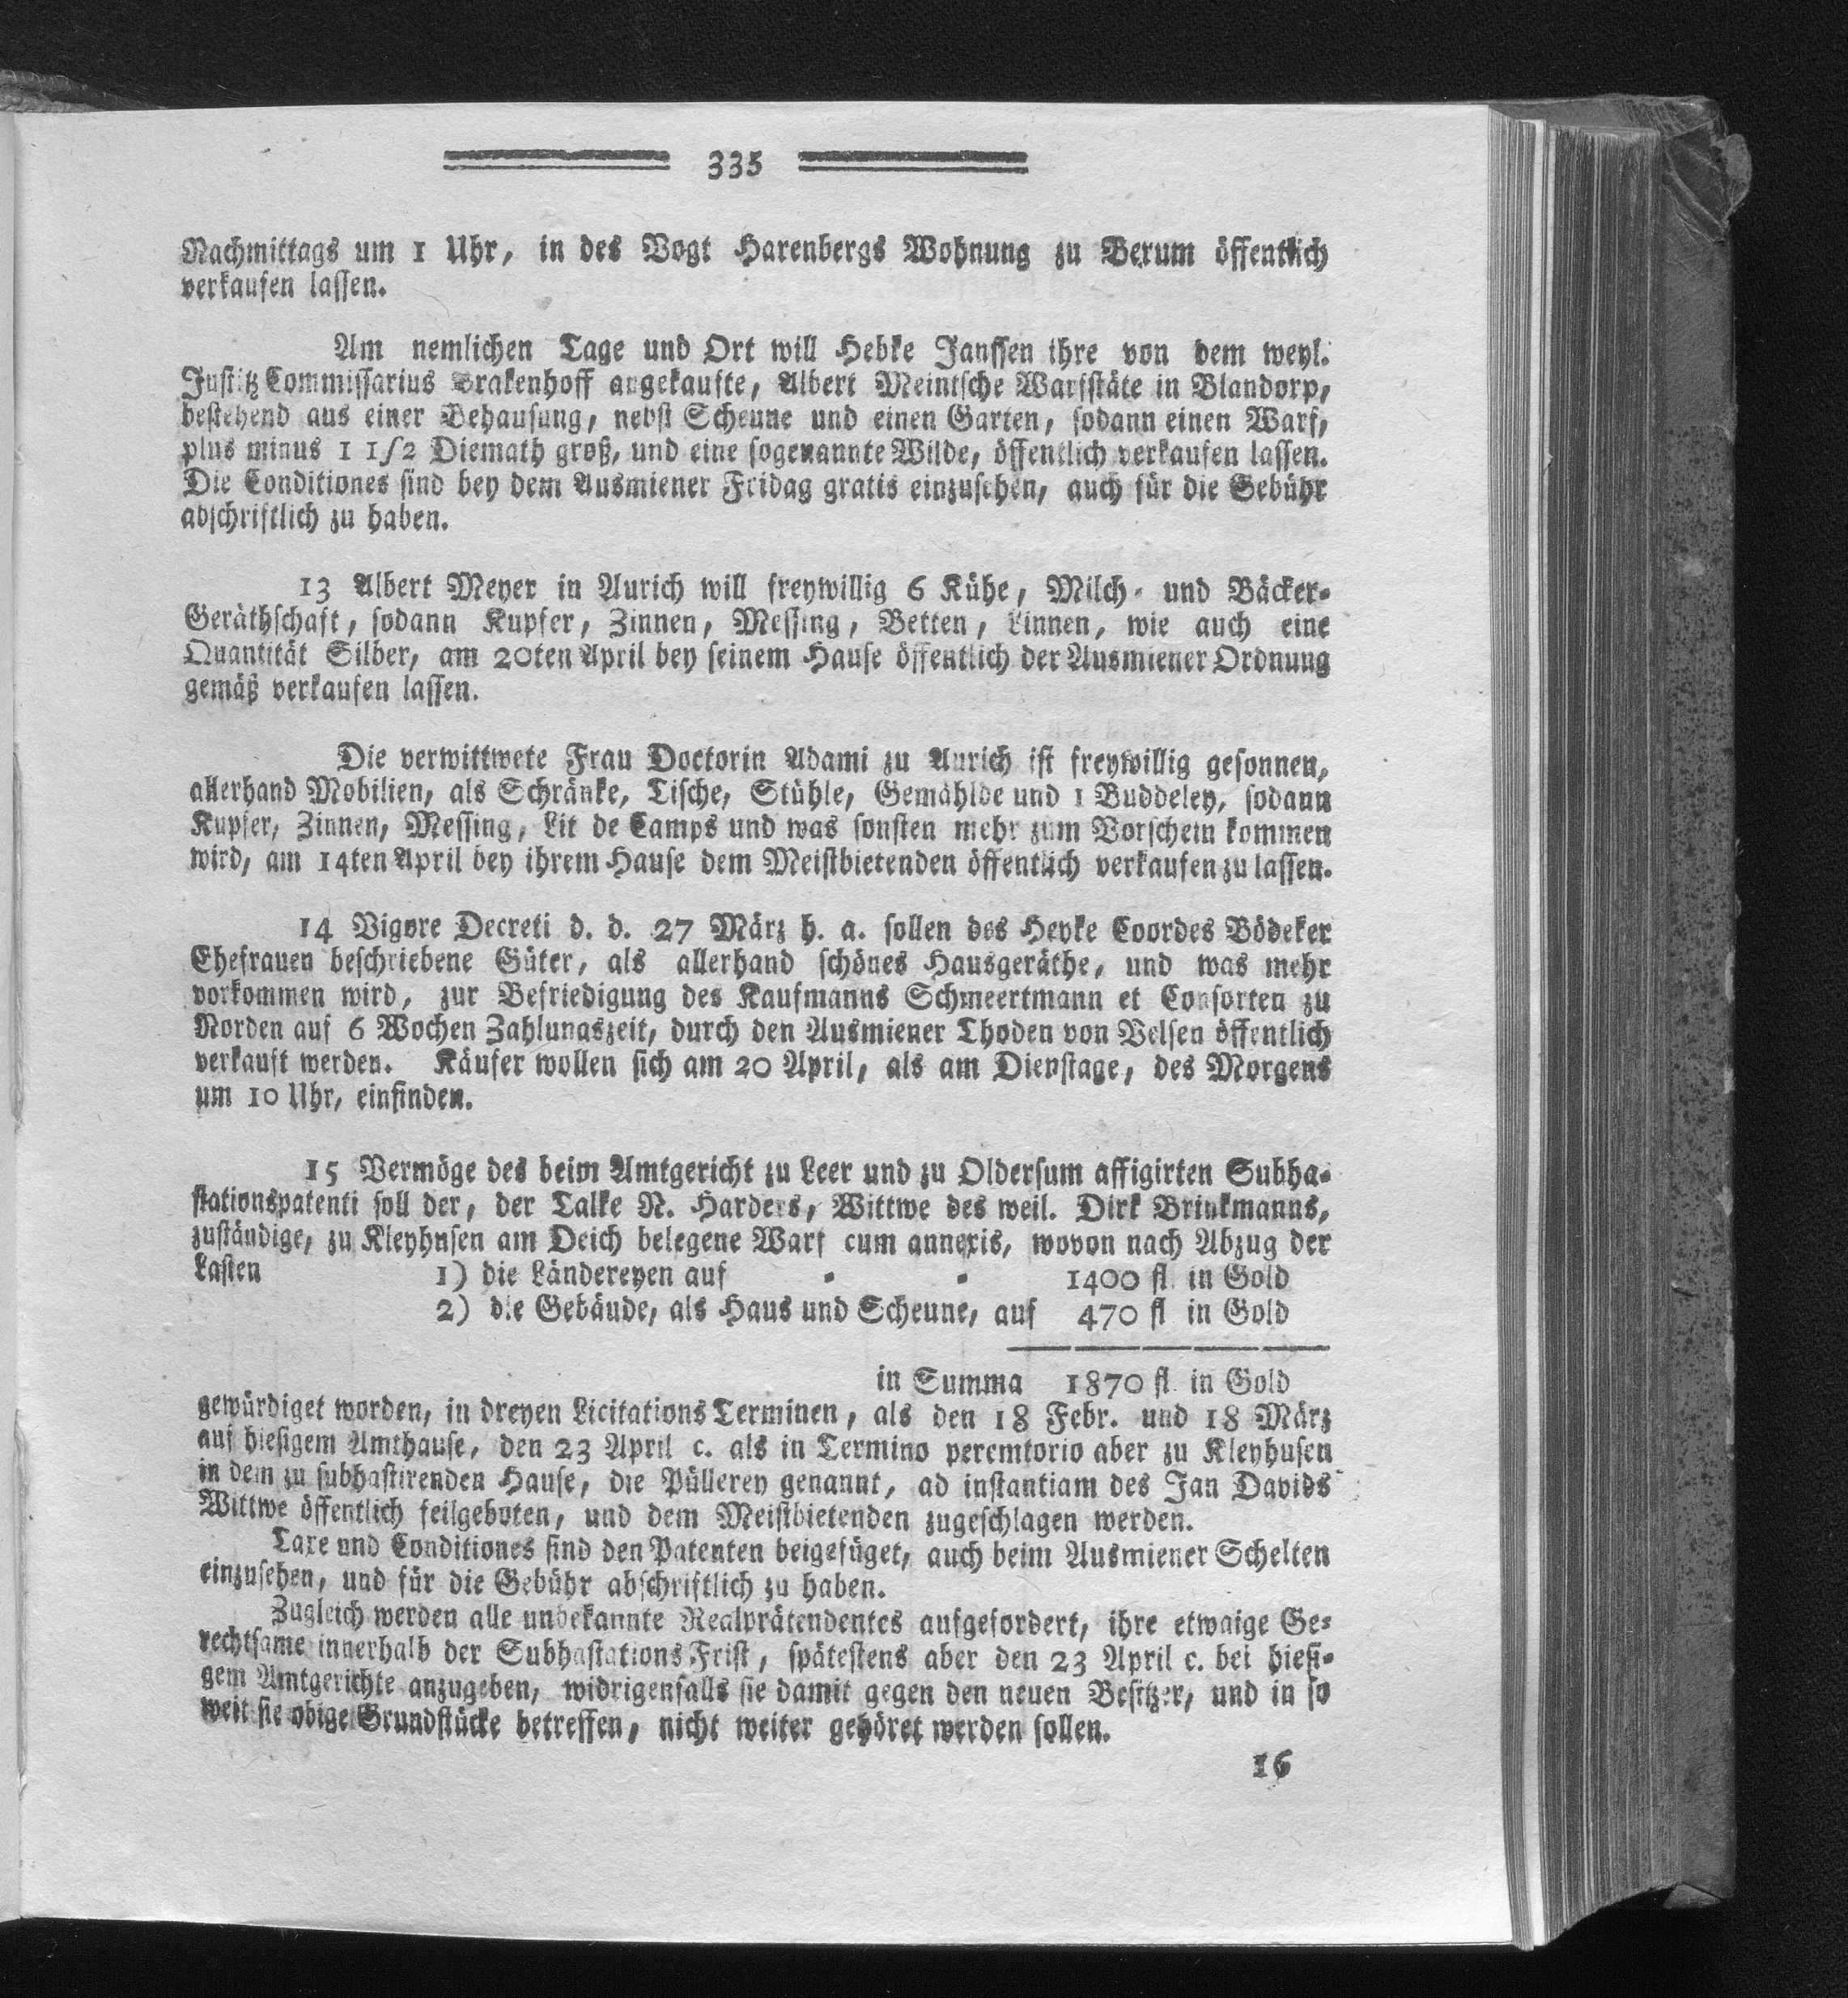 335
Nachmittags um 1 Uhr, in des Vogt Harenbergs Wohnung zu Berum öffentlich
verkaufen lassen.
Am nemlichen Tage und Ort will Hebke Janssen ihre von dem weyl.
Justitz Commissarius Brakenhoff angekaufte, Albert Meintsche Warfstäte in Blandorp,
bestehend aus einer Behausung, nebst Scheune und einen Garten, sodann einen Warf,
plus minus 1 1/2 Diemath groß, und eine sogenannte Wilde, öffentlich verkaufen lassen.
Die Conditiones sind bey dem Ausmiener Fridag gratis einzusehen, auch für die Gebühr
abschriftlich zu haben.
13 Albert Meyer in Aurich will freywillig 6 Kühe, Milch- und Bäcker-
Geräthschaft, sodann Kupfer, Zinnen, Messing, Betten, Linnen, wie auch eine
Quantität Silber, am 20ten April bey seinem Hause öffentlich der Ausmiener Ordnung
gemäß verkaufen lassen.
Die verwittwete Frau Doctorin Adami zu Aurich ist freywillig gesonnen,
allerhand Mobilien, als Schränke, Tische, Stühle, Gemählde und 1 Buddeley, sodann
Kupfer, Zinnen, Messing, Lit de Camps und was sonsten mehr zum Vorschein kommen
wird, am 14ten April bey ihrem Hause dem Meistbietenden öffentlich verkaufen zu lassen.
14 Vigore Decreti d. d. 27 März h. a. sollen des Heyke Coordes Bödeker
Ehefrauen beschriebene Güter, als allerhand schönes Hausgeräthe, und was mehr
vorkommen wird, zur Befriedigung des Kaufmanns Schmeertmann et Consorten zu
Norden auf 6 Wochen Zahlungszeit, durch den Ausmiener Thoden von Velsen öffentlich
verkauft werden. Käufer wollen sich am 20 April, als am Dienstage, des Morgens
um 10 Uhr, einfinden.
15 Vermöge des beim Amtgericht zu Leer und zu Oldersum affigirten Subha-
stationspatenti soll der, der Talke N. Harders, Wittwe des weil. Dirk Brinkmanns,
zuständige, zu Kleyhusen am Deich belegene Warf cum annexis, wovon nach Abzug der
Lasten 1) die Ländereyen auf - - 1400 fl. in Gold
2) die Gebäude, als Haus und Scheune, auf 470 fl in Gold
in Summa 1870 fl. in Gold
gewürdiget worden, in dreyen Licitations Terminen, als den 18 Febr. und 18 März
auf hiesigem Amthause, den 23 April c. als in Termino peremtorio aber zu Kleyhusen
in dem zu subhastirenden Hause, die Püllerey genannt, ad instantiam des Jan Davids
Wittwe öffentlich feilgeboten, und dem Meistbietenden zugeschlagen werden.
Taxe und Conditiones sind den Patenten beigefüget, auch beim Ausmiener Schelten
einzusehen, und für die Gebühr abschriftlich zu haben.
Zugleich werden alle unbekannte Realprätendentes aufgefordert, ihre etwaige Ge-
rechtsame innerhalb der Subhastations Frist, spätestens aber den 23 April c. bei hiesi-
gem Amtgerichte anzugeben, widrigenfalls sie damit gegen den neuen Besitzer, und in so
weit sie obige Grundstücke betreffen, nicht weiter gehöret werden sollen.
16